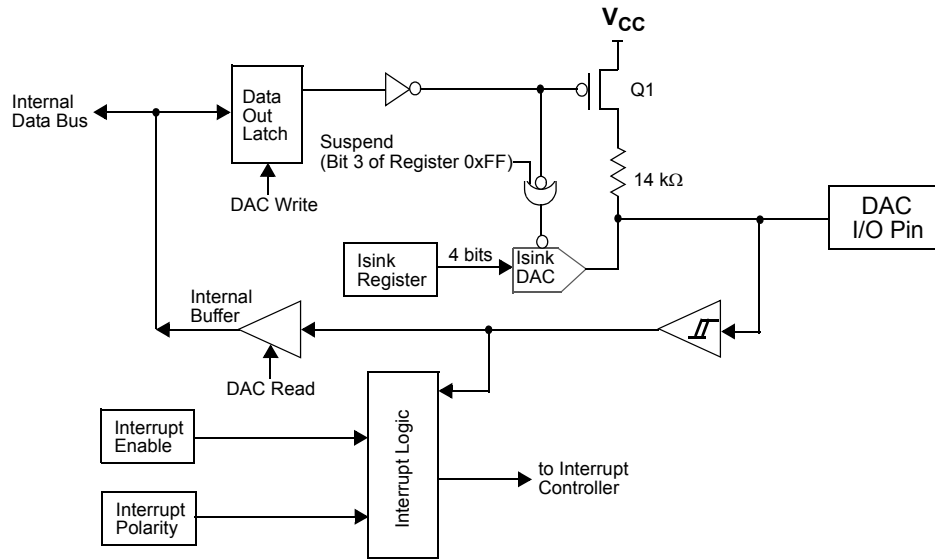 VCC
Q1
Internal
Data Bus
Data
Out
Latch
Suspend
(Bit 3 of Register 0xFF)
14 kΩ
DAC Write
DAC
I/O Pin
Isink
Register
4 bits
Isink
DAC
Internal
Buffer
DAC Read
Interrupt
Enable
Interrupt Logic
to Interrupt
Controller
Interrupt
Polarity